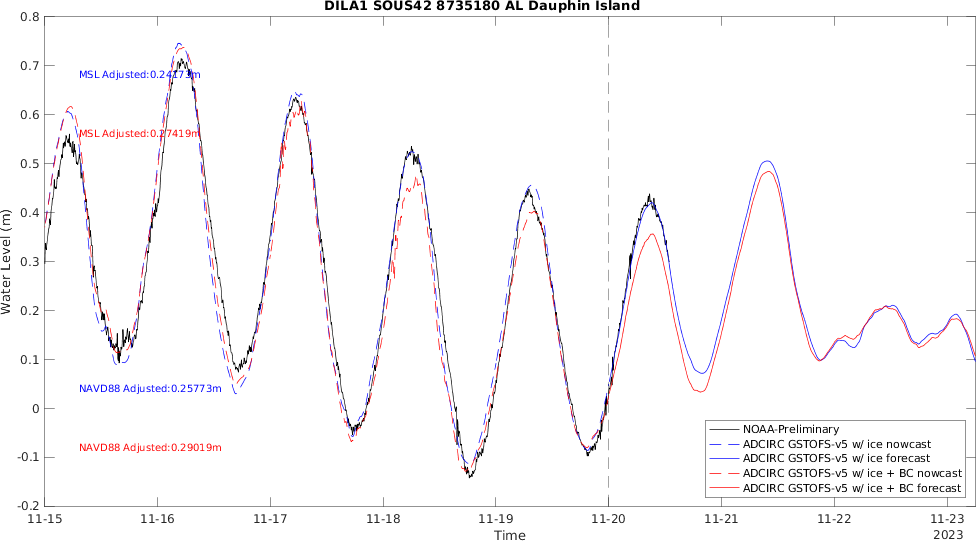 DILA1 SOUS42 8735180 AL Dauphin Island
0.8
0.7
MSL Adjusted:0.24173m
0.6
MSL Adjusted:0.27419m
0.5
0.4
Water Level (m)
0.3
0.2
0.1
NAVD88 Adjusted:0.25773m
0
NAVD88 Adjusted:0.29019m
-0.1
-0.2
NOAA-Preliminary
ADCIRC GSTOFS-v5 w/ ice nowcast
ADCIRC GSTOFS-v5 w/ ice forecast
ADCIRC GSTOFS-v5 w/ ice + BC nowcast
ADCIRC GSTOFS-v5 w/ ice + BC forecast
11-15 11-16 11-17 11-18 11-19 11-20 11-21 11-22 11-23
Time
2023